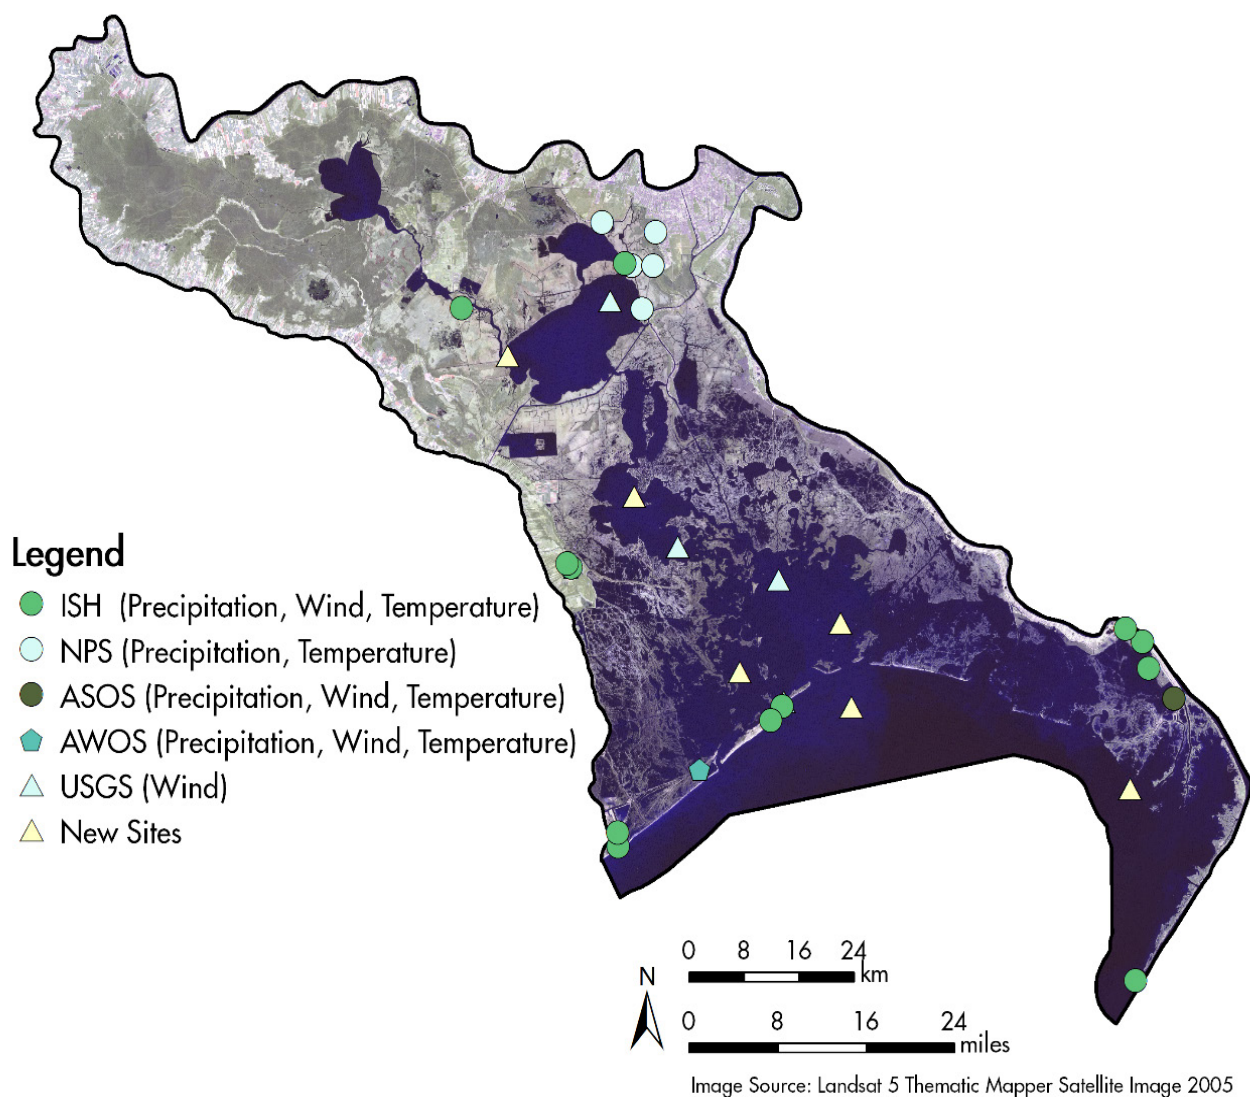 Legend
ISH (Precipitation, Wind, Temperature)
NPS (Precipitation, Temperature)
ASOS (Precipitation, Wind, Temperature)
AWOS (Precipitation, Wind, Temperature)
USGS (Wind)
New Sites
N
0 8 16 24
km
0 8 16 24
miles
Image Source: Landsat 5 Thematic Mapper Satellite Image 2005